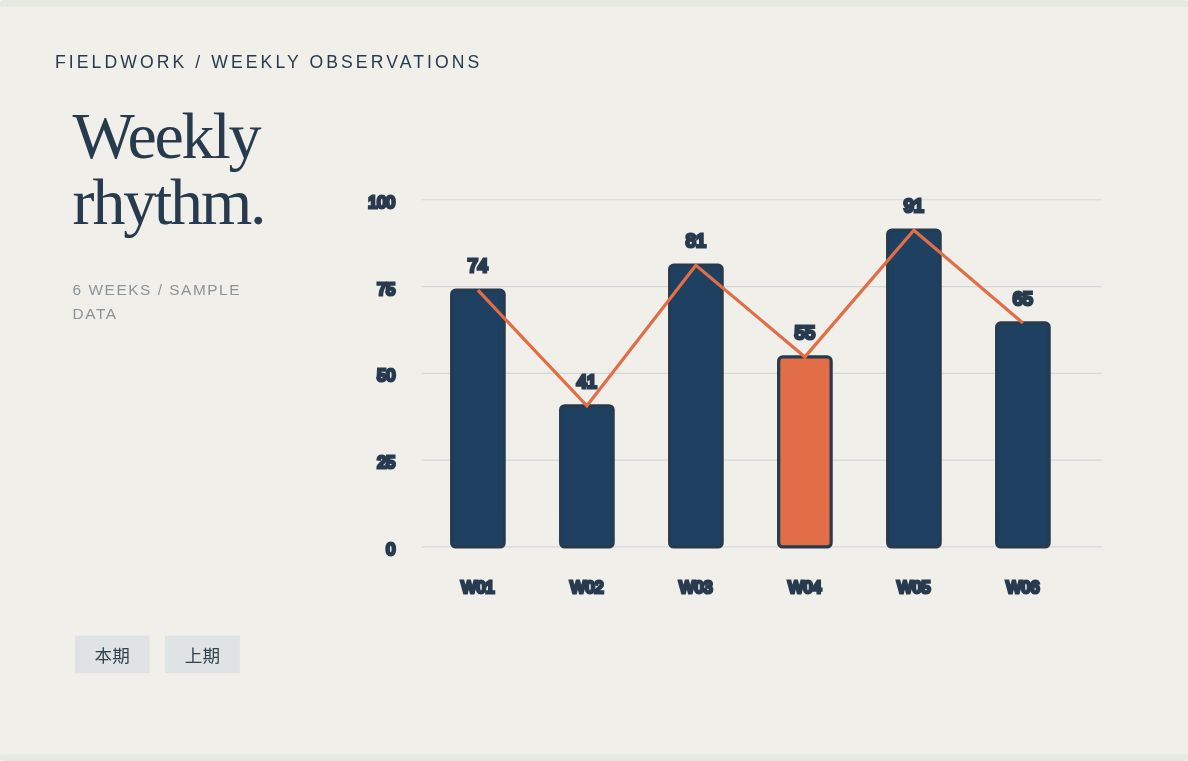 FIELDWORK / WEEKLY OBSERVATIONS
Weekly
rhythm.
6 WEEKS / SAMPLE
DATA
100
75
50
25
0
74
41
81
55
91
65
W01
W02
W03
W04
W05
W06
本期
上期